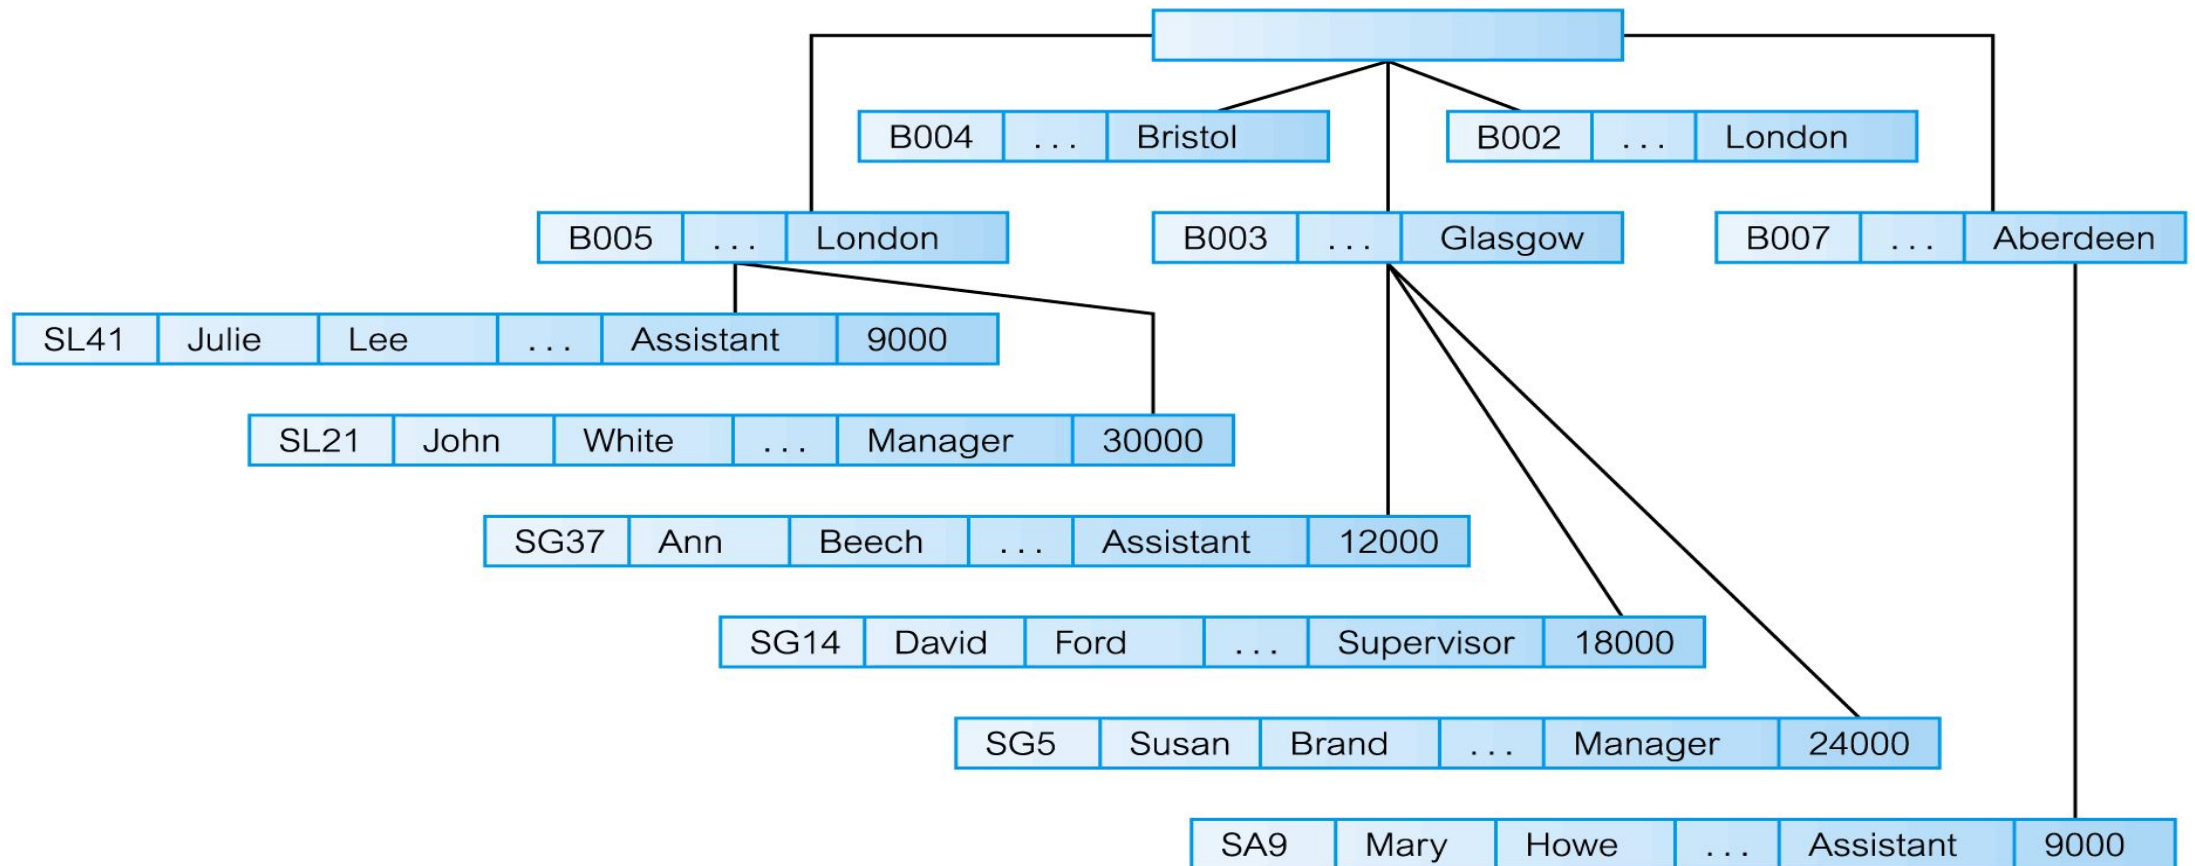 B004 ... Bristol
B002 ... London
B005 ... London
B003 ... Glasgow
B007 ... Aberdeen
SL41 Julie Lee ... Assistant 9000
SL21 John White ... Manager 30000
SG37 Ann Beech ... Assistant 12000
SG14 David Ford ... Supervisor 18000
SG5 Susan Brand ... Manager 24000
SA9 Mary Howe ... Assistant 9000